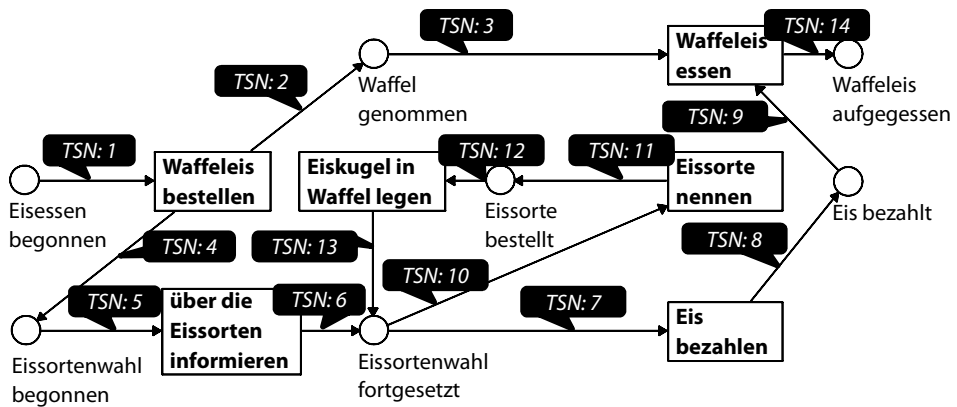 TSN: 3
Waffeleis
essen
TSN: 14
TSN: 2
Waffel
genommen
Waffeleis
aufgegessen
TSN: 9
TSN: 1
Waffeleis
bestellen
Eiskugel in
Waffel legen
TSN: 12
TSN: 11
Eissorte
nennen
Eisessen
begonnen
Eissorte
bestellt
Eis bezahlt
TSN: 4
TSN: 13
TSN: 10
TSN: 8
TSN: 5
über die
Eissorten
informieren
TSN: 6
TSN: 7
Eis
bezahlen
Eissortenwahl
begonnen
Eissortenwahl
fortgesetzt